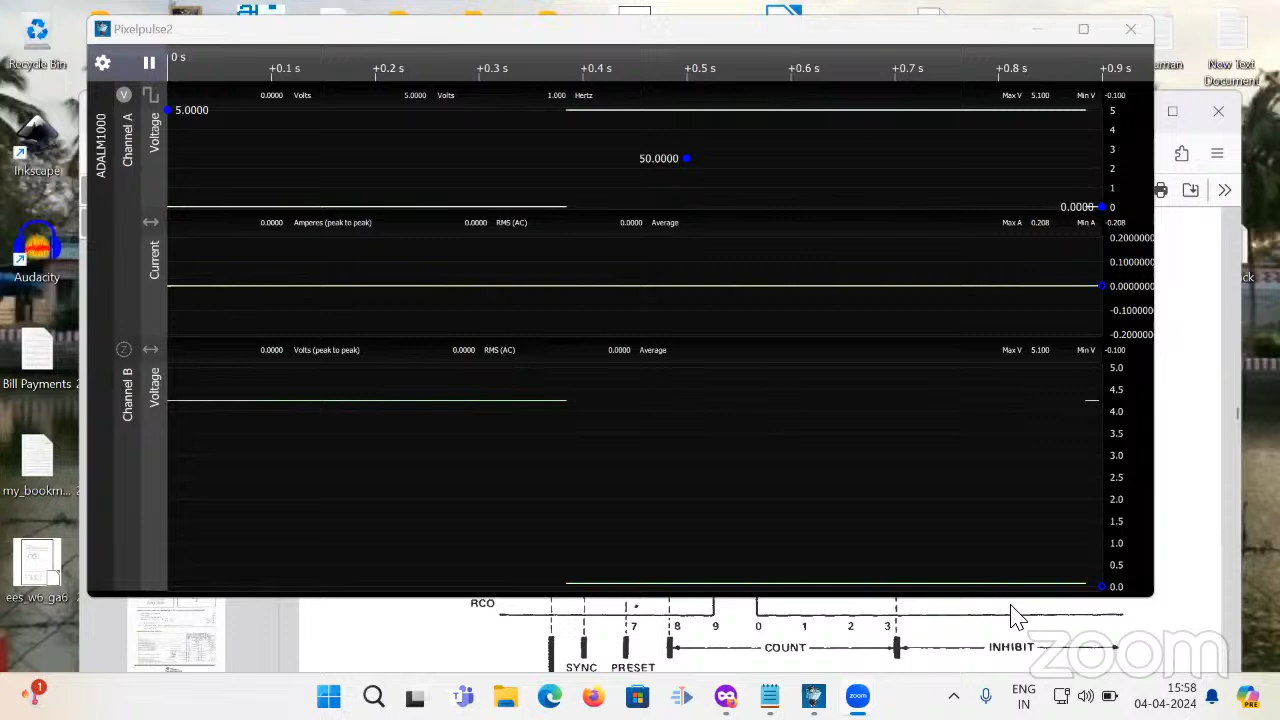 Recycle Bin
Inkscape
Audacity
Bill Payments
my_bookm...
ees_w6_ga6
New Text
Document
Pixelpulse2
0 s
+0.1 s
+0.2 s
+0.3 s
+0.4 s
+0.5 s
+0.6 s
+0.7 s
+0.8 s
+0.9 s
ADALM1000
Channel A
Voltage
V
5.0000
0.0000 Volts 5.0000 Volts 1.000 Hertz Max V 5.100 Min V -0.100
50.0000
0.0000
5
4
3
2
1
0
Current
0.0000 Amperes (peak to peak) 0.0000 RMS (AC) 0.0000 Average Max A 0.208 Min A -0.208
0.2000000
0.1000000
0.0000000
-0.100000
-0.200000
Channel B
Voltage
0.0000 Volts (peak to peak) 0.0000 RMS (AC) 0.0000 Average Max V 5.100 Min V -0.100
5.0
4.5
4.0
3.5
3.0
2.5
2.0
1.5
1.0
0.5
0.0
RCO
7 8 9 0 1 2 3
COUNT
INHIBIT
SYNC PRESET
zoom
1
zoom
ENG
IN
15:58
04-04-2024
PRE